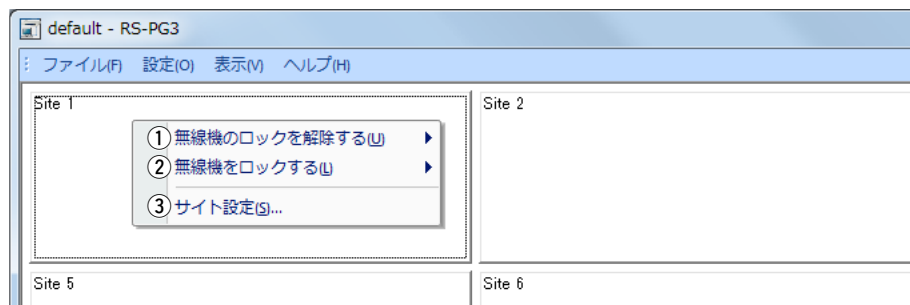 default - RS-PG3
ファイル(F) 設定(O) 表示(V) ヘルプ(H)
Site 1
Site 2
① 無線機のロックを解除する(U)
② 無線機をロックする(L)
③ サイト設定(S)...
Site 5
Site 6